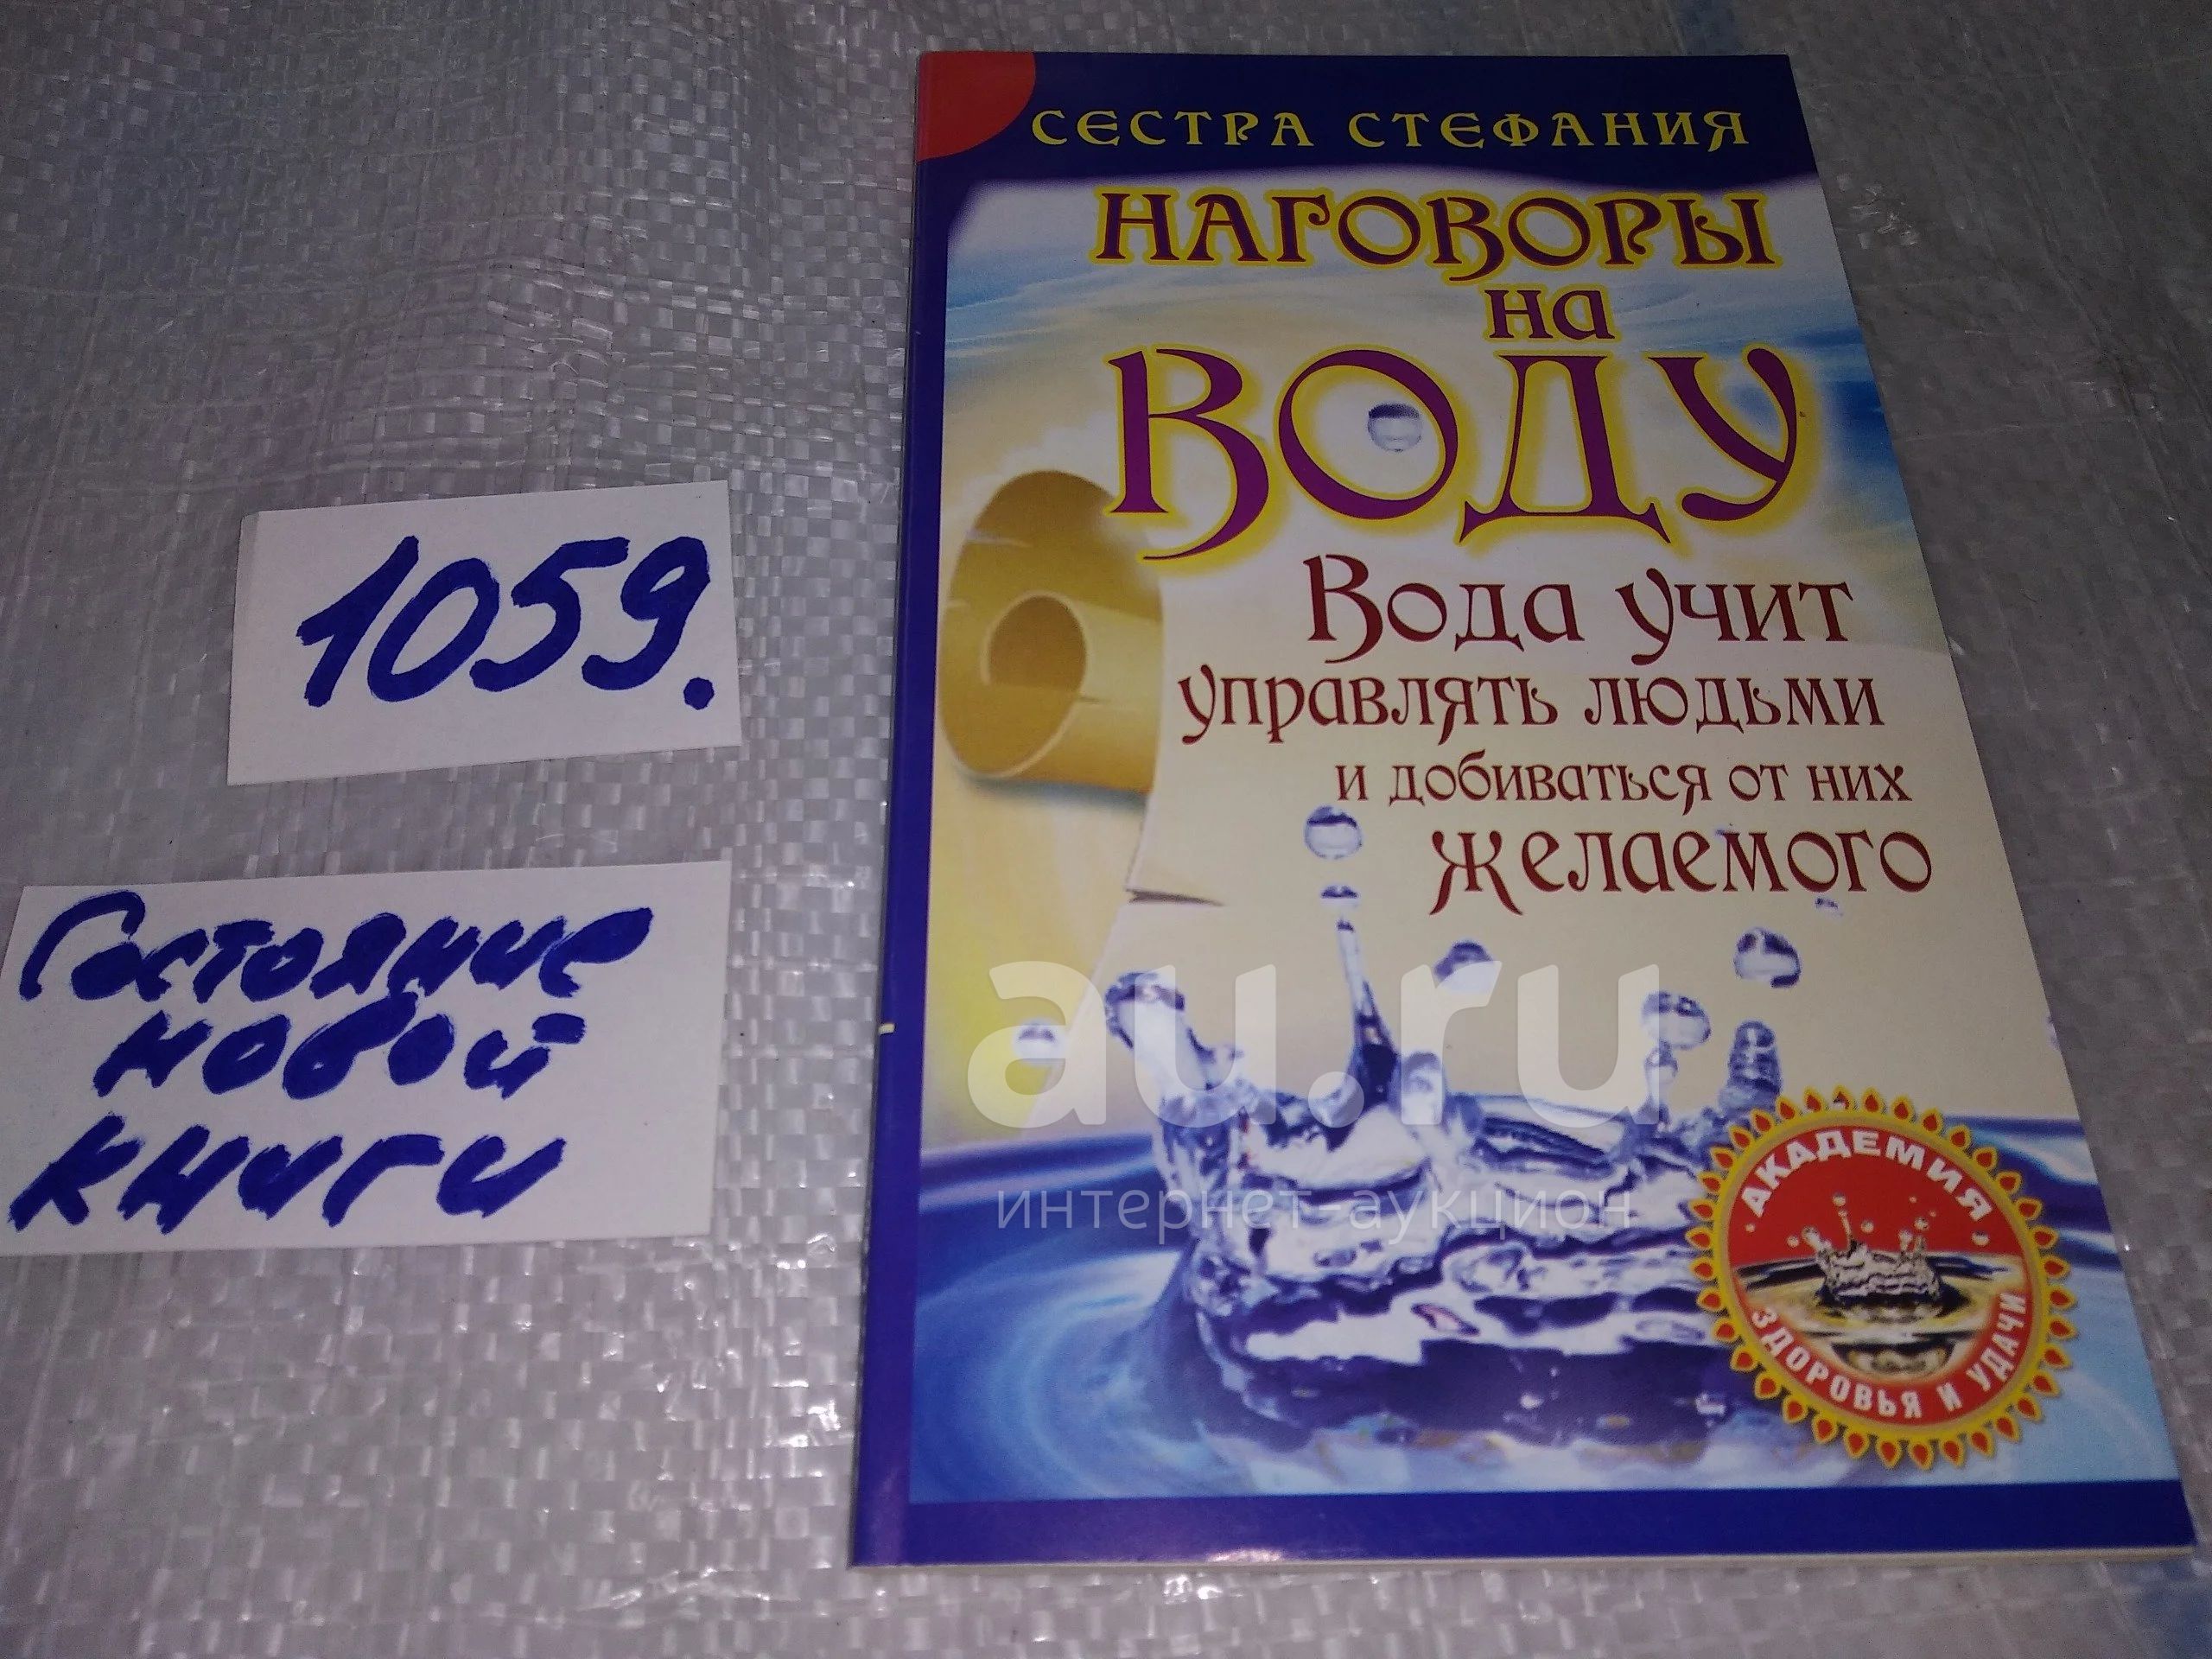 СЕСТРА СТЕФАНИЯ
НАГОВОРЫ
на
ВОДУ
Вода учит
управлять людьми
и добиваться от них
желаемого
1059.
Состояние
новой
книги
au.ru
интернет-аукцион
АКАДЕМИЯ
ЗДОРОВЬЯ И УДАЧИ